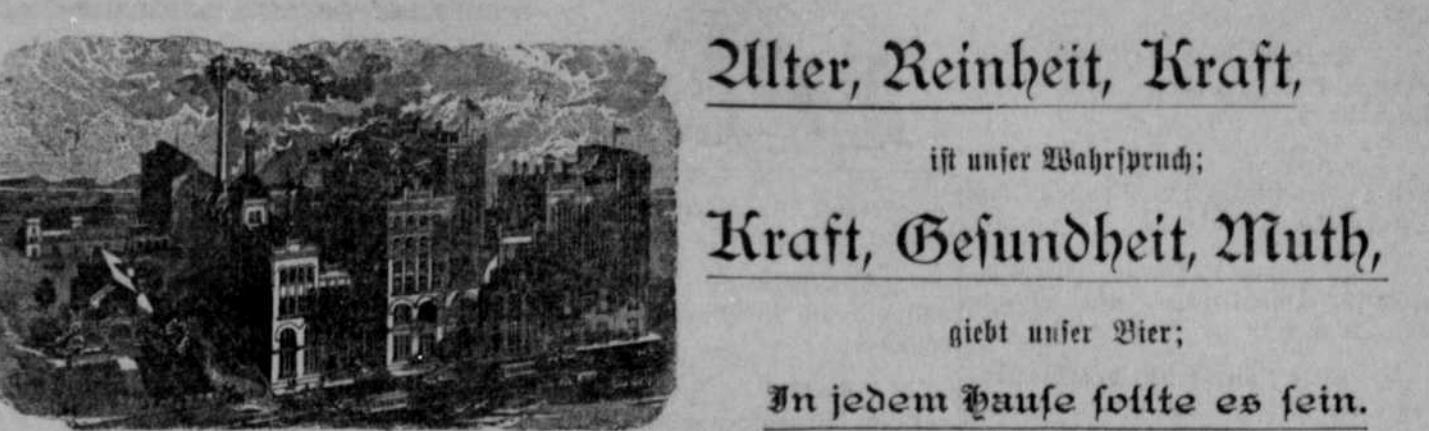 Alter, Reinheit, Kraft,
iſt unſer Wahrſpruch;
Kraft, Geſundheit, Muth,
giebt unſer Bier;
In jedem Hauſe ſollte es ſein.